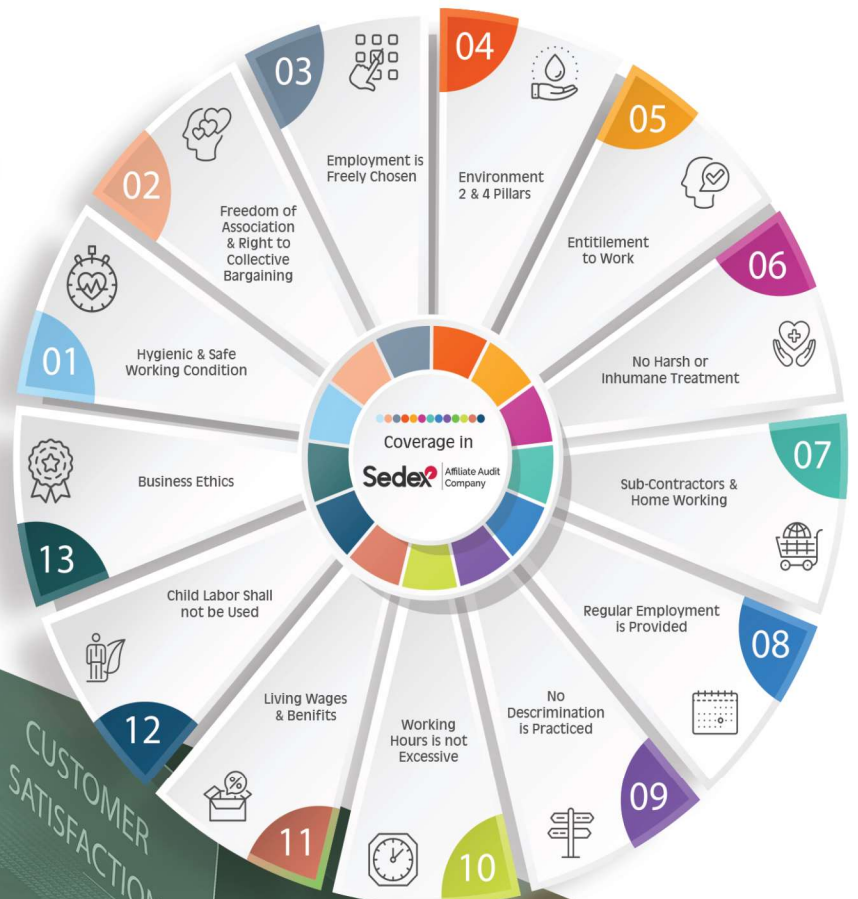 01
Hygienic & Safe
Working Condition
02
Freedom of
Association
& Right to
Collective
Bargaining
03
Employment is
Freely Chosen
04
Environment
2 & 4 Pillars
05
Entitilement
to Work
06
No Harsh or
Inhumane Treatment
07
Sub-Contractors &
Home Working
08
Regular Employment
is Provided
09
No
Descrimination
is Practiced
10
Working
Hours is not
Excessive
11
Living Wages
& Benifits
12
Child Labor Shall
not be Used
13
Business Ethics
Coverage in
Sedex
Affiliate Audit
Company
CUSTOMER
SATISFACTION